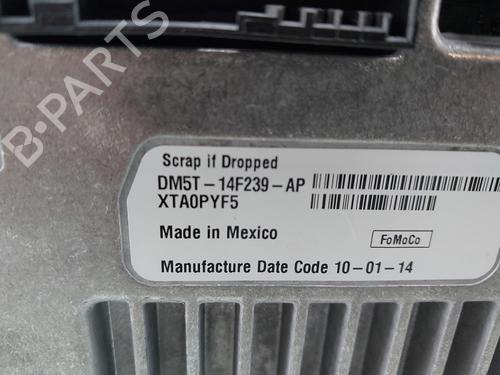 B-PARTS
Scrap if Dropped
DM5T-14F239-AP
XTA0PYF5
Made in Mexico
FoMoCo
Manufacture Date Code 10-01-14